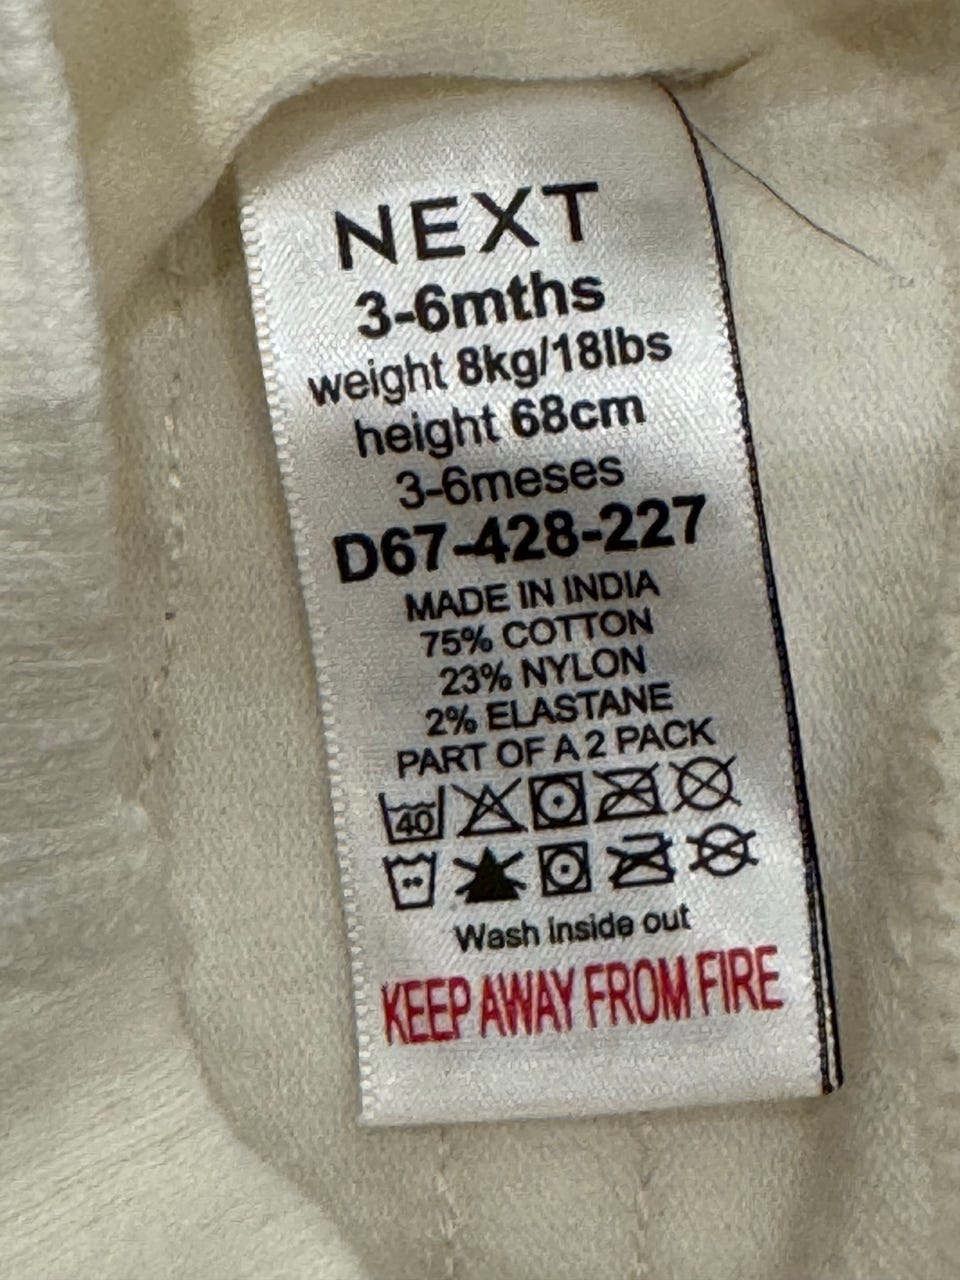 NEXT
3-6mths
weight 8kg/18lbs
height 68cm
3-6meses
D67-428-227
MADE IN INDIA
75% COTTON
23% NYLON
2% ELASTANE
PART OF A 2 PACK
40
Wash inside out
KEEP AWAY FROM FIRE